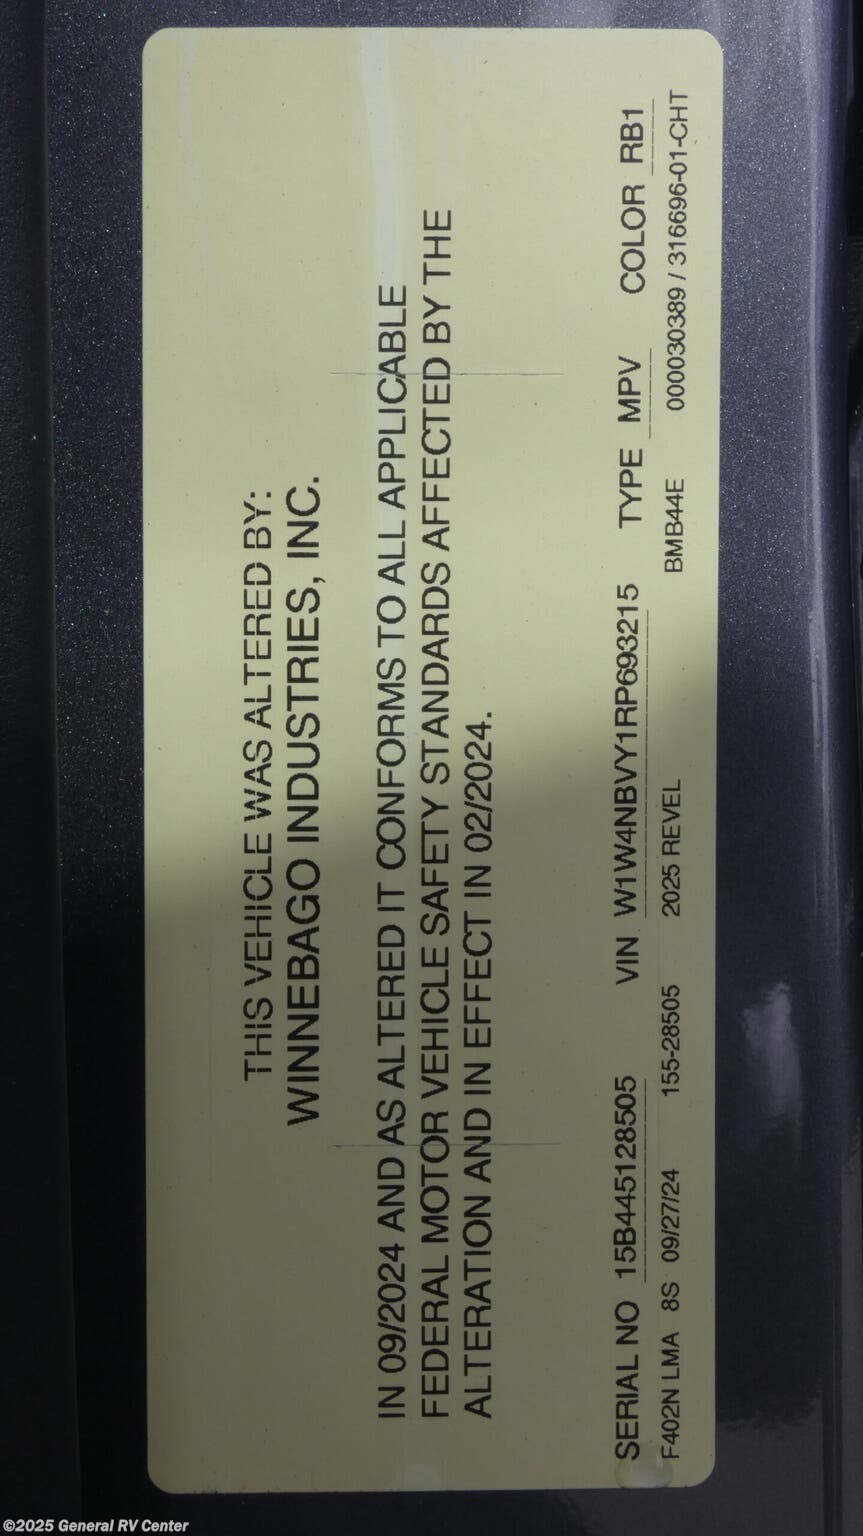 THIS VEHICLE WAS ALTERED BY:
WINNEBAGO INDUSTRIES, INC.
IN 09/2024 AND AS ALTERED IT CONFORMS TO ALL APPLICABLE
FEDERAL MOTOR VEHICLE SAFETY STANDARDS AFFECTED BY THE
ALTERATION AND IN EFFECT IN 02/2024.
SERIAL NO 15B445128505 VIN W1W4NBVY1RP693215 TYPE MPV COLOR RB1
F402N LMA 8S 09/27/24 155-28505 2025 REVEL BMB44E 000030389 / 316696-01-CHT
©2025 General RV Center